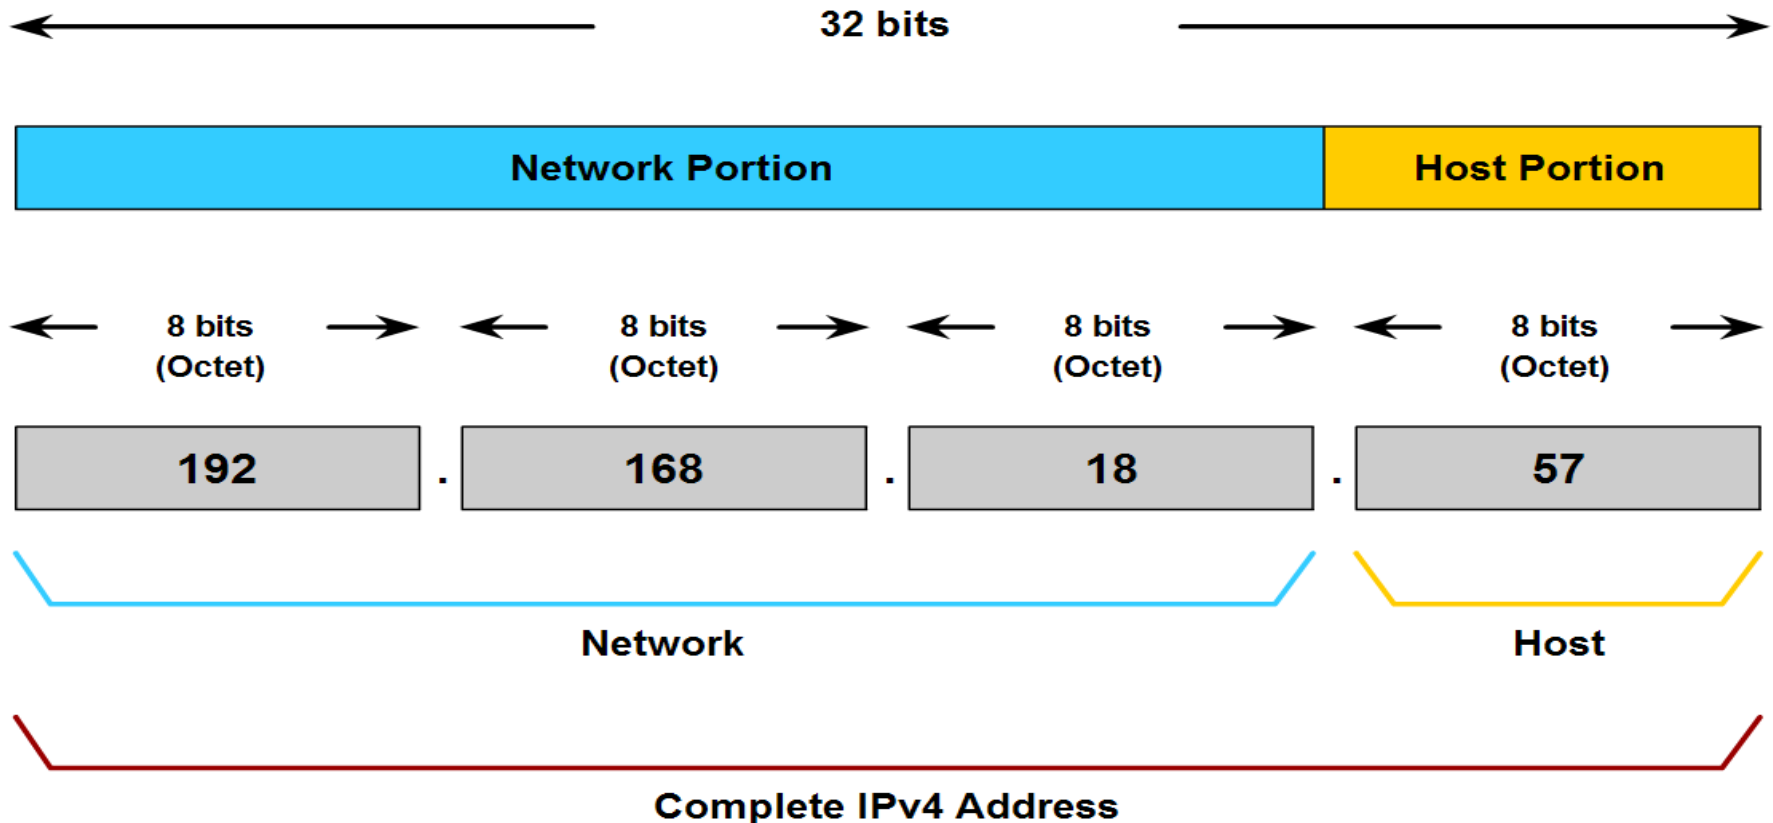 32 bits
Network Portion Host Portion
8 bits 8 bits 8 bits 8 bits
(Octet) (Octet) (Octet) (Octet)
192 . 168 . 18 . 57
Network Host
Complete IPv4 Address